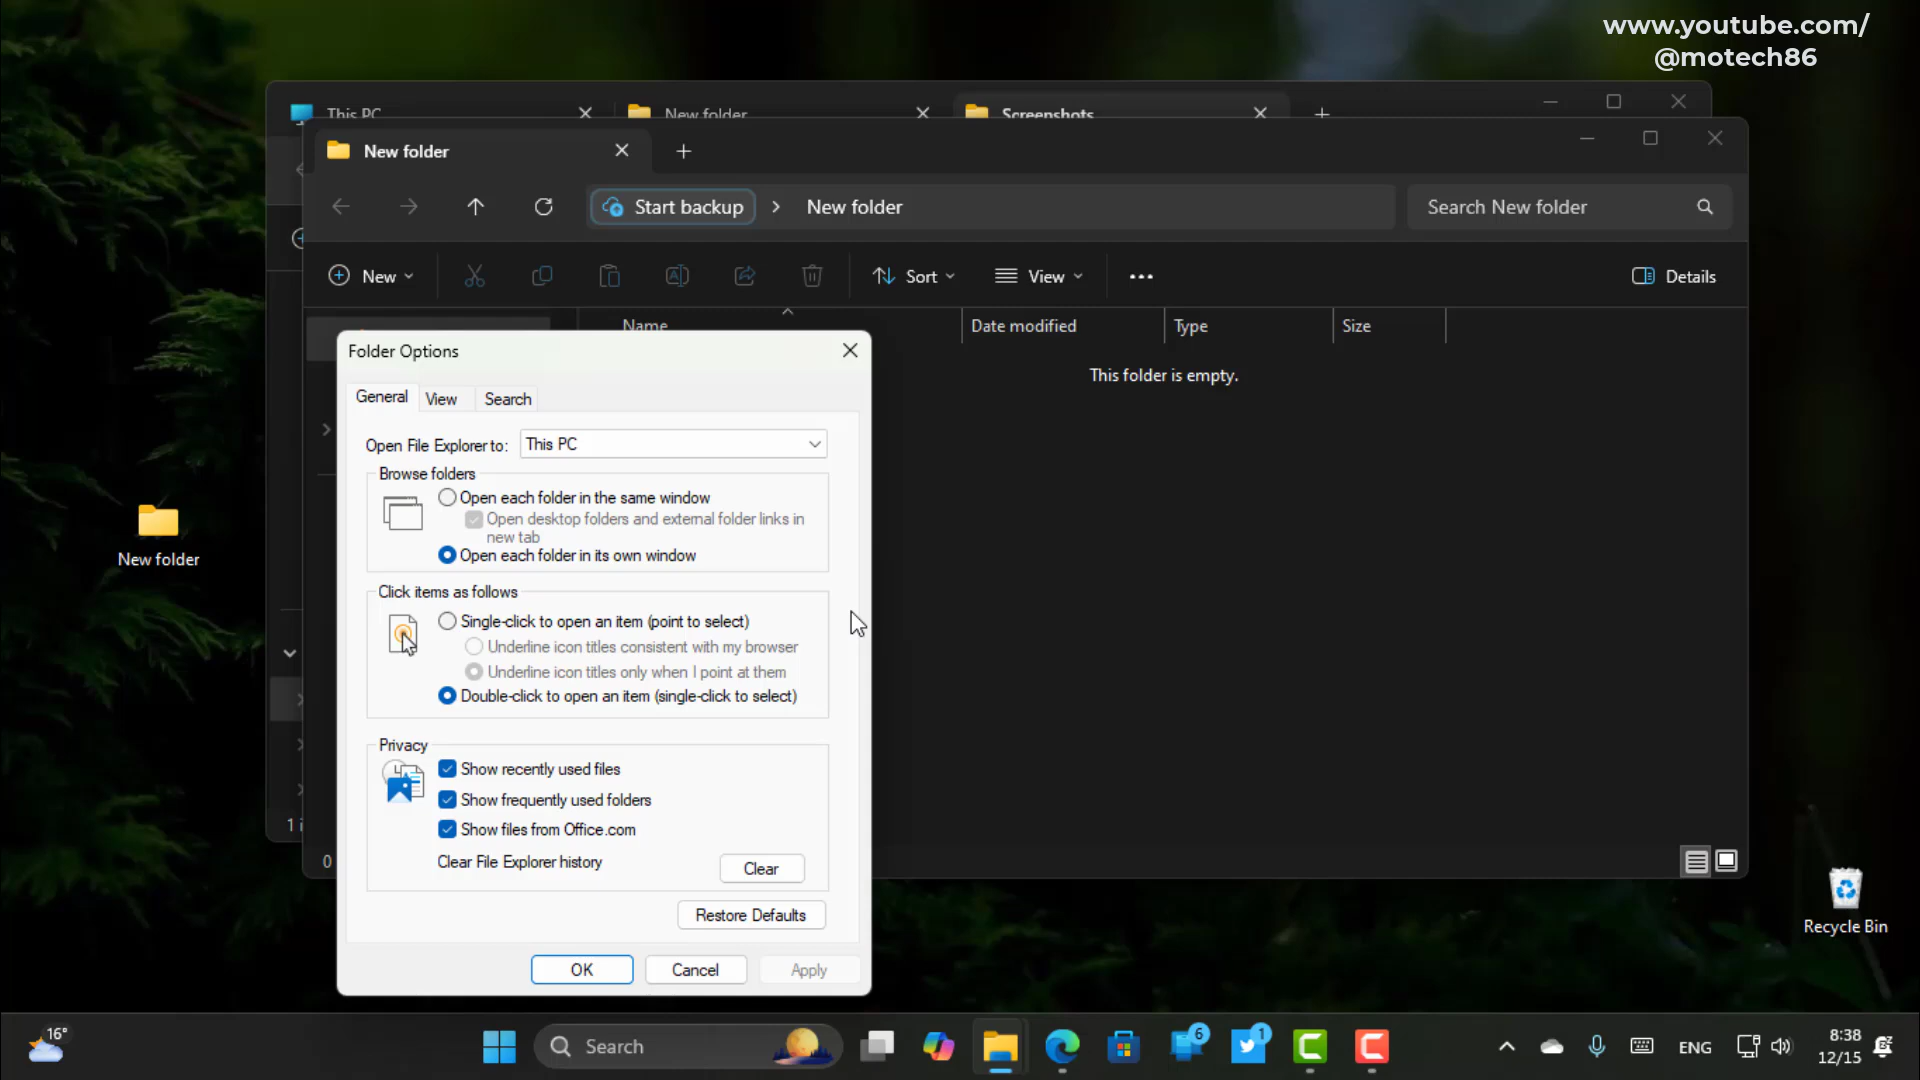 www.youtube.com/
@motech86
This PC
New folder
Screenshots
New folder
Start backup
New folder
Search New folder
New
Sort
View
Details
Name
Date modified
Type
Size
This folder is empty.
Folder Options
General
View
Search
Open File Explorer to:
This PC
Browse folders
Open each folder in the same window
Open desktop folders and external folder links in
new tab
Open each folder in its own window
Click items as follows
Single-click to open an item (point to select)
Underline icon titles consistent with my browser
Underline icon titles only when I point at them
Double-click to open an item (single-click to select)
Privacy
Show recently used files
Show frequently used folders
Show files from Office.com
Clear File Explorer history
Clear
Restore Defaults
OK
Cancel
Apply
New folder
1 i
0
Recycle Bin
16°
Search
6
1
ENG
8:38
12/15